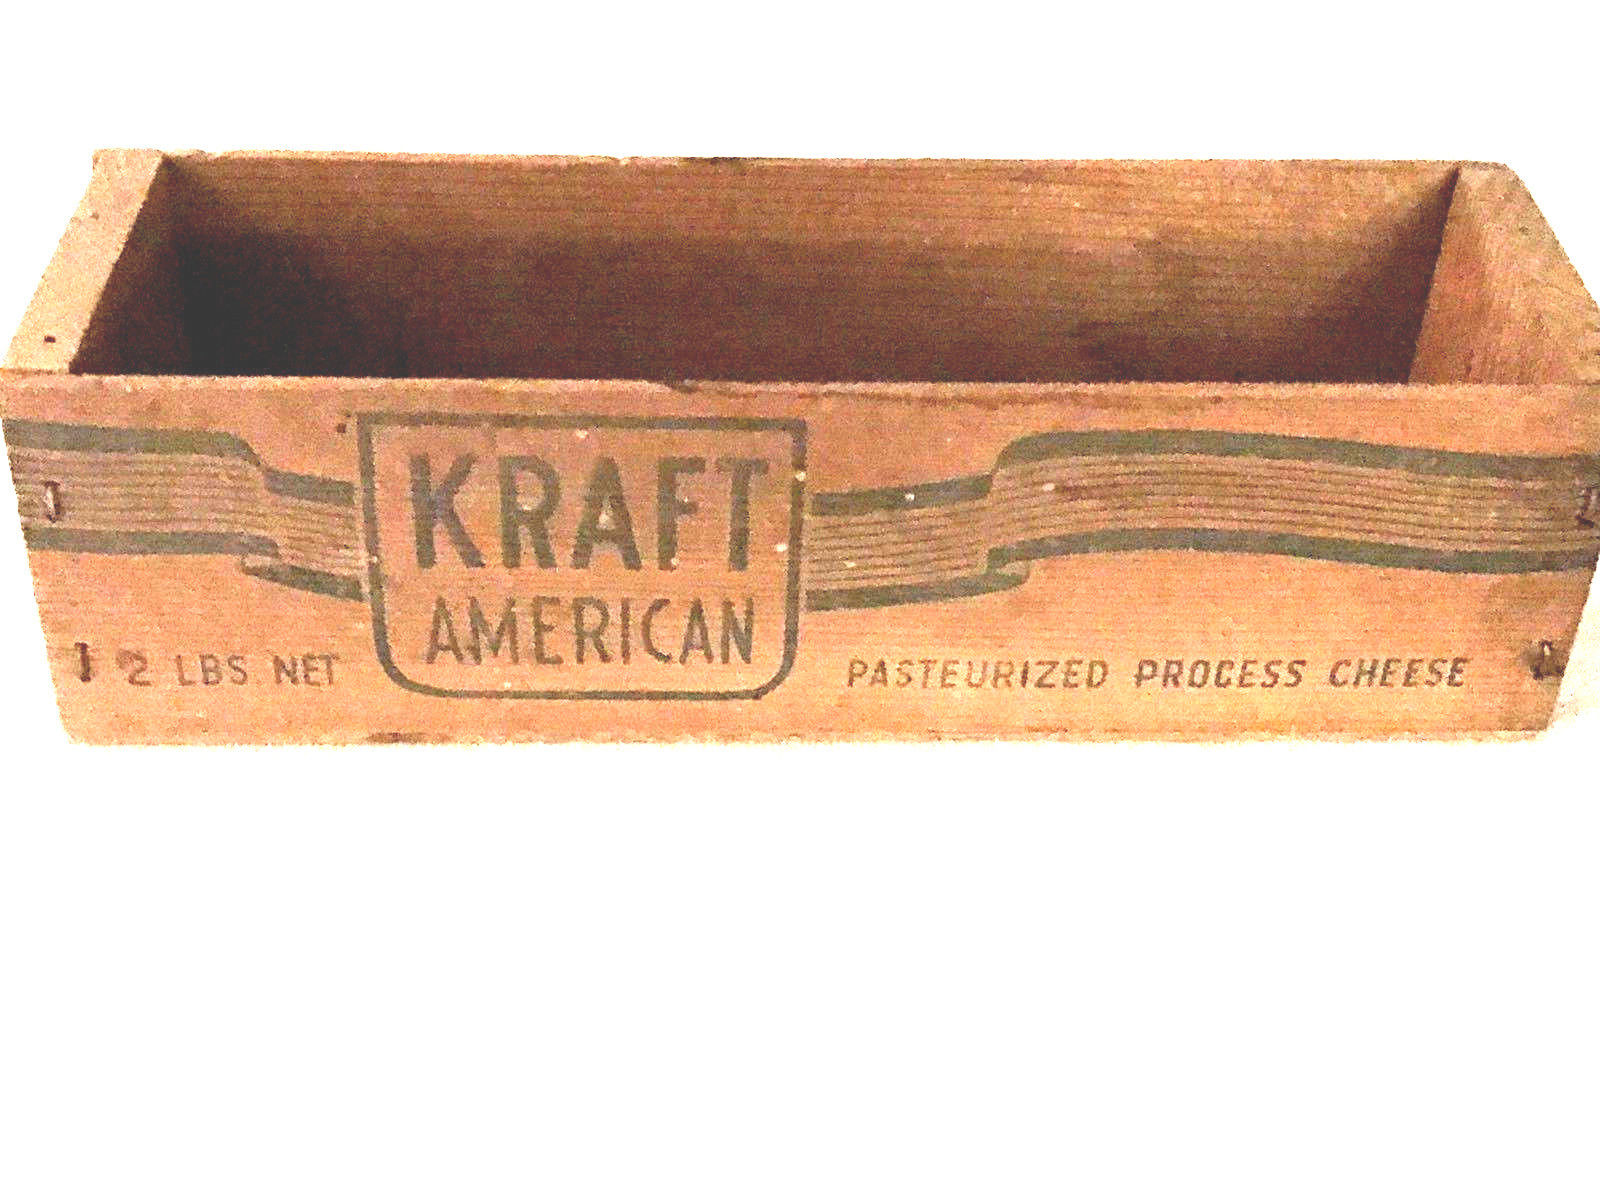 KRAFT
AMERICAN
2 LBS. NET
PASTEURIZED PROCESS CHEESE